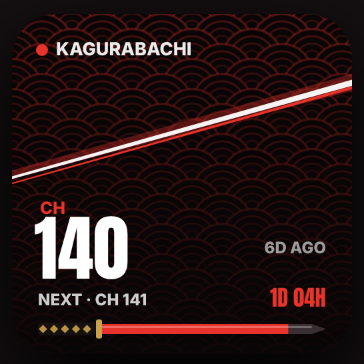 KAGURABACHI
CH
140
6D AGO
NEXT · CH 141
1D 04H